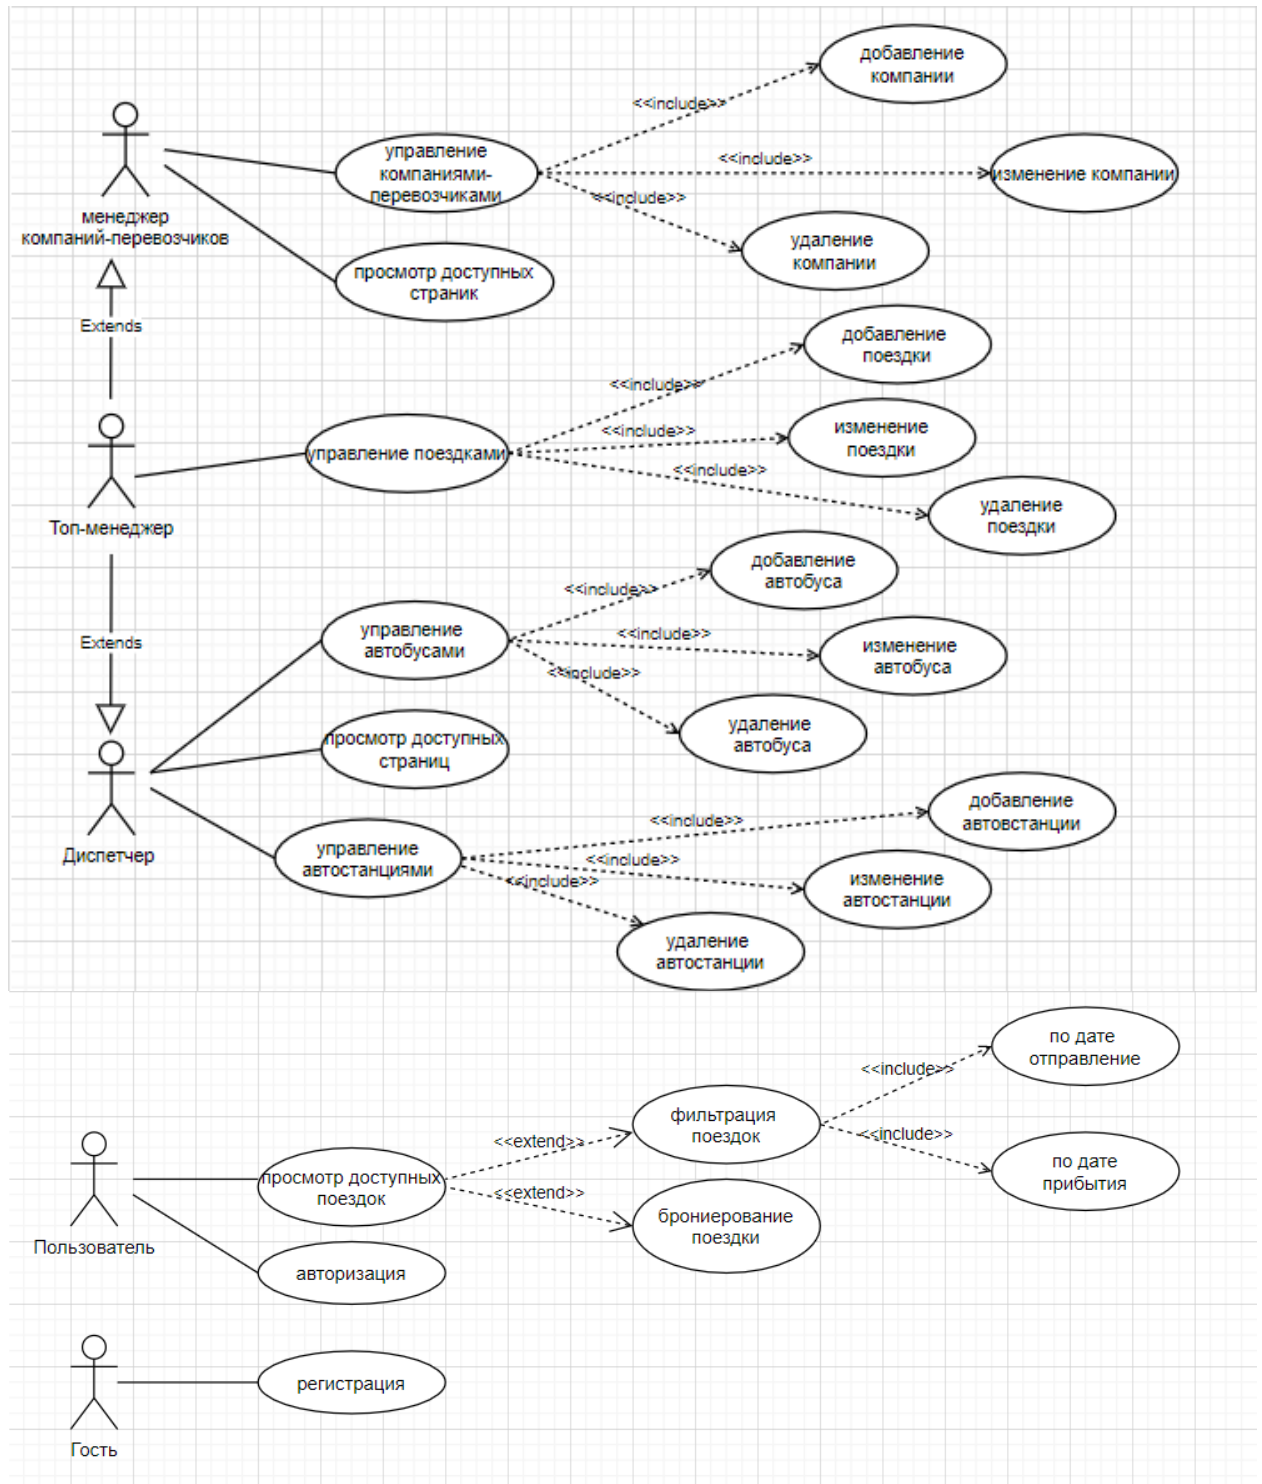 добавление
компании
<<include>>
управление
компаниями-
перевозчиками
<<include>>
изменение компании
<<include>>
менеджер
компаний-перевозчиков
удаление
компании
просмотр доступных
страник
Extends
добавление
поездки
<<include>>
<<include>>
изменение
поездки
управление поездками
<<include>>
удаление
поездки
Топ-менеджер
добавление
автобуса
<<include>>
управление
автобусами
<<include>>
изменение
автобуса
Extends
<<include>>
удаление
автобуса
просмотр доступных
страниц
добавление
автовстанции
<<include>>
Диспетчер
управление
автостанциями
<<include>>
изменение
автостанции
<<include>>
удаление
автостанции
по дате
отправление
<<include>>
фильтрация
поездок
<<extend>>
<<include>>
по дате
прибытия
просмотр доступных
поездок
<<extend>>
брониерование
поездки
Пользователь
авторизация
регистрация
Гость